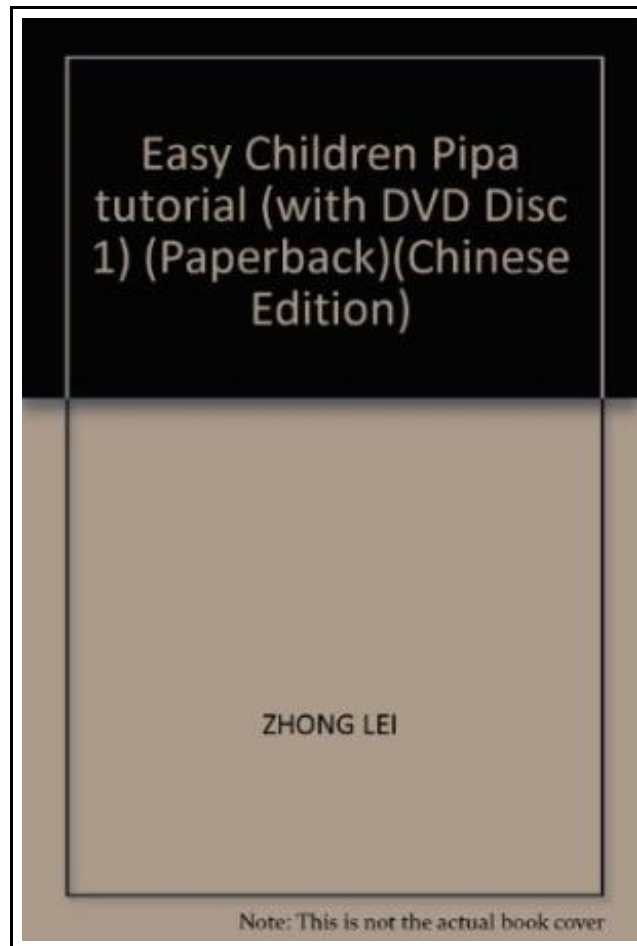 Easy Children Pipa
tutorial (with DVD Disc
1) (Paperback)(Chinese
Edition)
ZHONG LEI
Note: This is not the actual book cover